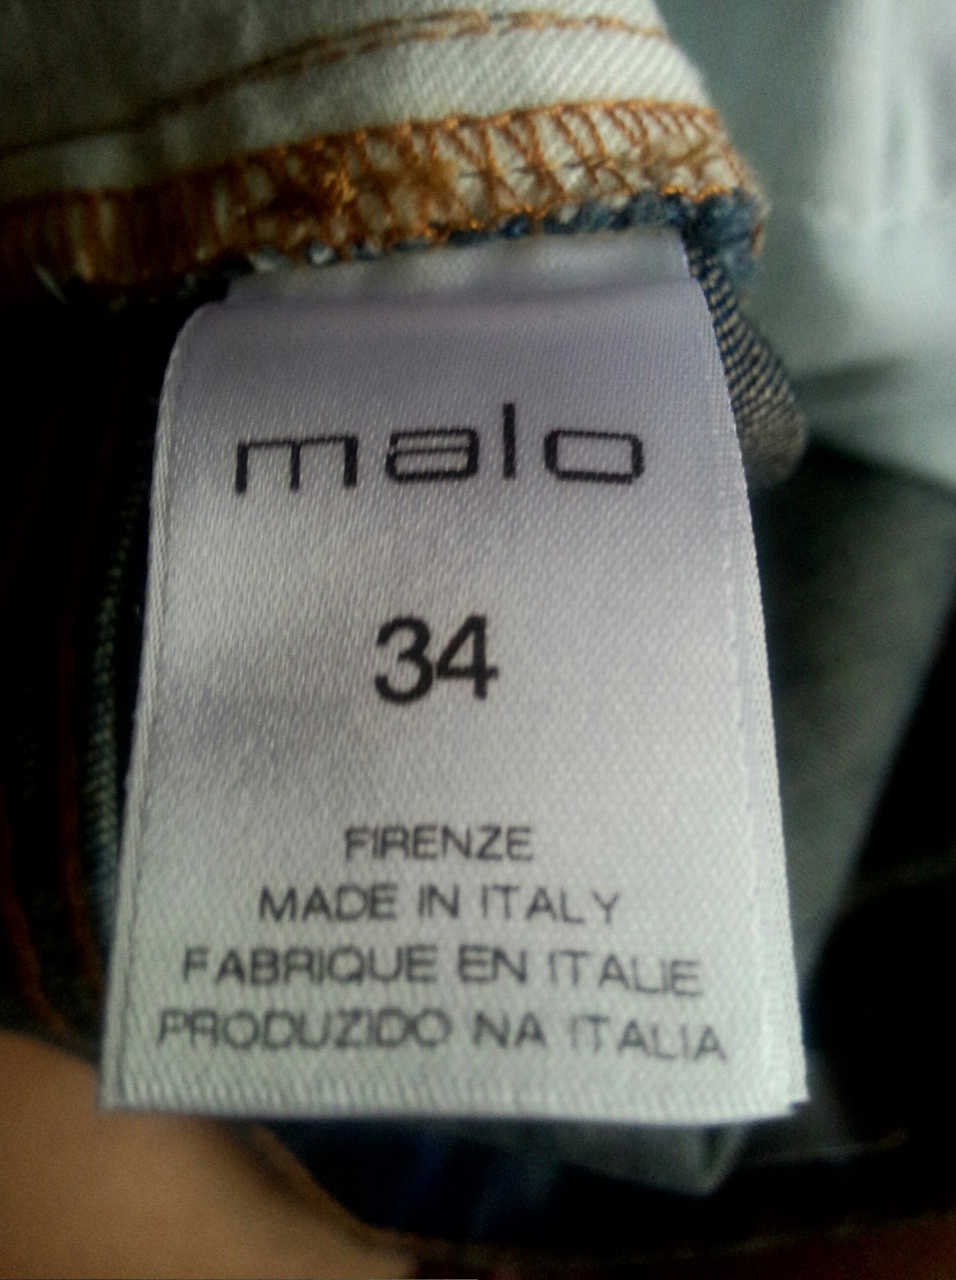 malo
34
FIRENZE
MADE IN ITALY
FABRIQUE EN ITALIE
PRODUZIDO NA ITALIA